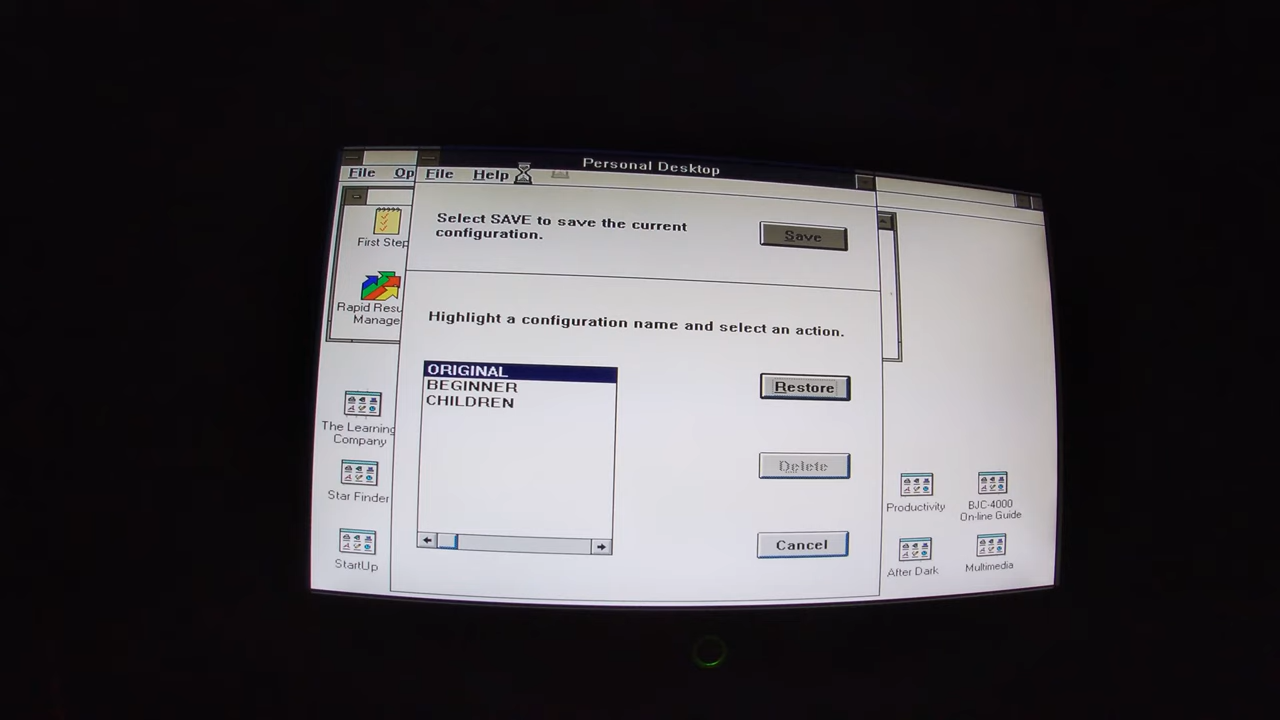 Personal Desktop
File
Op
File
Help
First Step
Rapid Resu
Manage
Select SAVE to save the current
configuration.
Save
Highlight a configuration name and select an action.
ORIGINAL
BEGINNER
CHILDREN
Restore
Delete
Cancel
The Learning
Company
Star Finder
StartUp
Productivity
BJC-4000
On-line Guide
After Dark
Multimedia